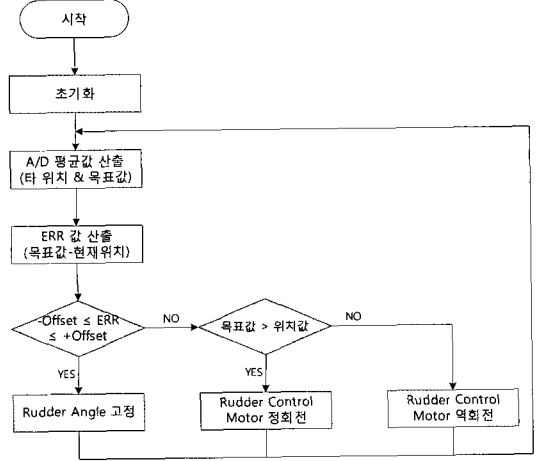 시작
초기화
A/D 평균값 산출
(타 위치 & 목표값)
ERR 값 산출
(목표값-현재위치)
-Offset ≤ ERR
≤ +Offset
NO
목표값 > 위치값
NO
YES
YES
Rudder Angle 고정
Rudder Control
Motor 정회전
Rudder Control
Motor 역회전